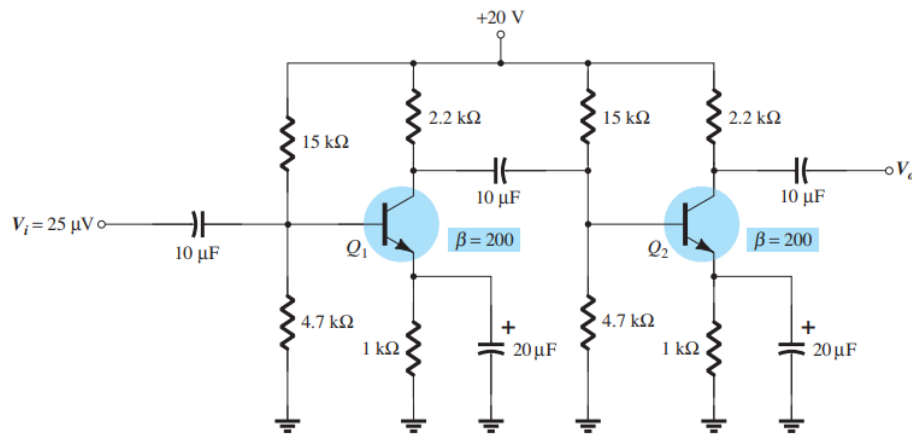 +20 V
2.2 kΩ
15 kΩ
2.2 kΩ
15 kΩ
10 μF
10 μF
Vₒ
Vᵢ = 25 μV
10 μF
Q₁
β = 200
Q₂
β = 200
4.7 kΩ
4.7 kΩ
1 kΩ
+
20 μF
1 kΩ
+
20 μF